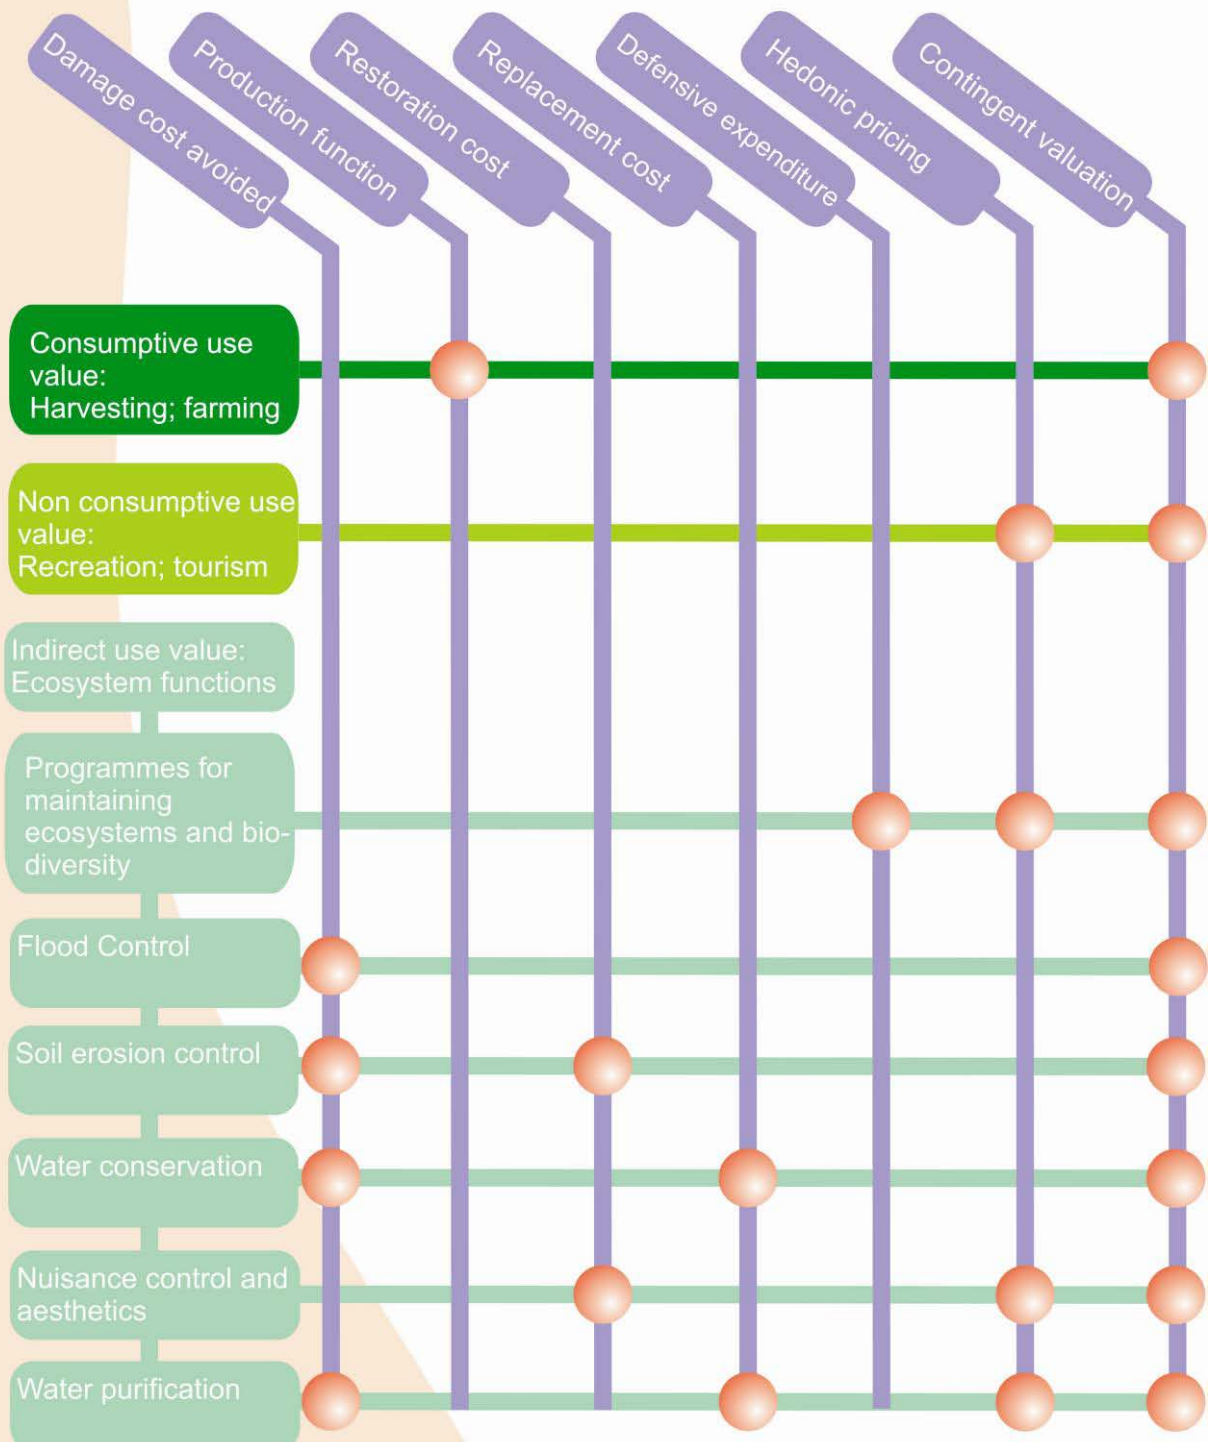 Damage cost avoided
Production function
Restoration cost
Replacement cost
Defensive expenditure
Hedonic pricing
Contingent valuation
Consumptive use
value:
Harvesting; farming
Non consumptive use
value:
Recreation; tourism
Indirect use value:
Ecosystem functions
Programmes for
maintaining
ecosystems and bio-
diversity
Flood Control
Soil erosion control
Water conservation
Nuisance control and
aesthetics
Water purification